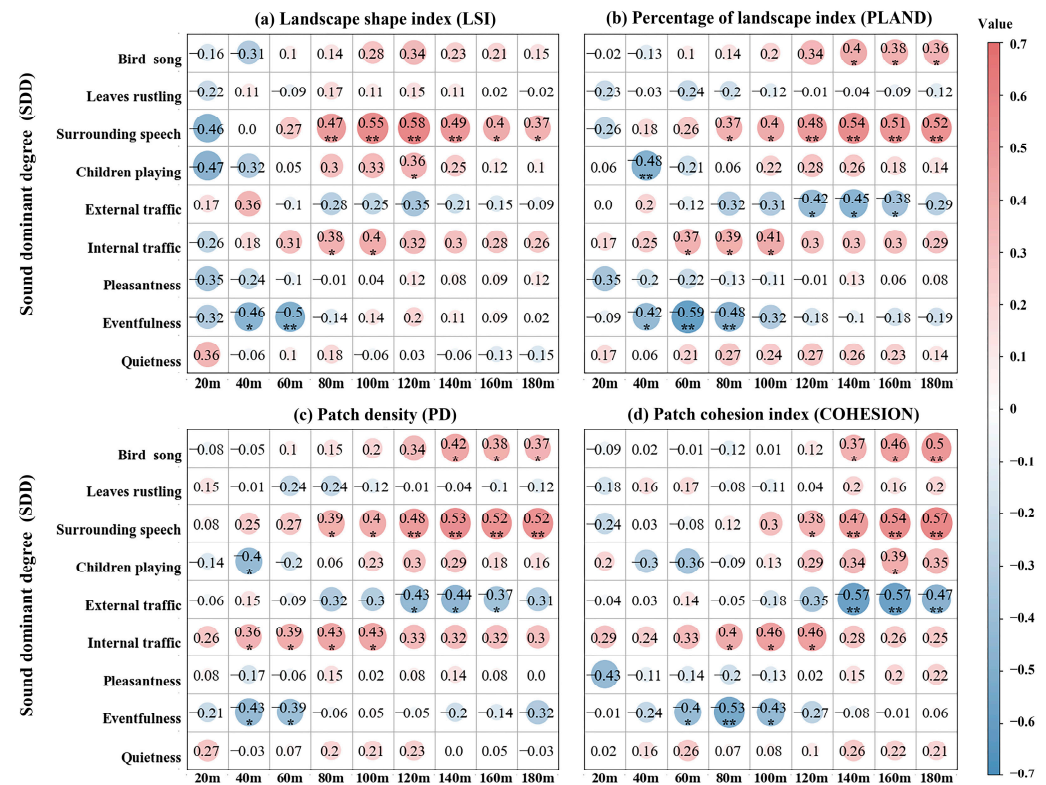 (a) Landscape shape index (LSI)
(b) Percentage of landscape index (PLAND)
Value
Sound dominant degree (SDD)
Bird song −0.16 −0.31 0.1 0.14 0.28 0.34 0.23 0.21 0.15
Leaves rustling −0.22 0.11 −0.09 0.17 0.11 0.15 0.11 0.02 −0.02
Surrounding speech −0.46 0.0 0.27 0.47** 0.55** 0.58** 0.49** 0.4* 0.37*
Children playing −0.47 −0.32 0.05 0.3 0.33 0.36* 0.25 0.12 0.1
External traffic 0.17 0.36 −0.1 −0.28 −0.25 −0.35 −0.21 −0.15 −0.09
Internal traffic −0.26 0.18 0.31 0.38* 0.4* 0.32 0.3 0.28 0.26
Pleasantness −0.35 −0.24 −0.1 −0.01 0.04 0.12 0.08 0.09 0.12
Eventfulness −0.32 −0.46* −0.5** −0.14 0.14 0.2 0.11 0.09 0.02
Quietness 0.36 −0.06 0.1 0.18 −0.06 0.03 −0.06 −0.13 −0.15
20m 40m 60m 80m 100m 120m 140m 160m 180m
−0.02 −0.13 0.1 0.14 0.2 0.34 0.4* 0.38* 0.36*
−0.23 −0.03 −0.24 −0.2 −0.12 −0.01 −0.04 −0.09 −0.12
−0.26 0.18 0.26 0.37* 0.4* 0.48** 0.54** 0.51** 0.52**
0.06 −0.48** −0.21 0.06 0.22 0.28 0.26 0.18 0.14
0.0 0.2 −0.12 −0.32 −0.31 −0.42* −0.45* −0.38* −0.29
0.17 0.25 0.37* 0.39* 0.41* 0.3 0.3 0.3 0.29
−0.35 −0.2 −0.22 −0.13 −0.11 −0.01 0.13 0.06 0.08
−0.09 −0.42* −0.59** −0.48** −0.32 −0.18 −0.1 −0.18 −0.19
0.17 0.06 0.21 0.27 0.24 0.27 0.26 0.23 0.14
20m 40m 60m 80m 100m 120m 140m 160m 180m
(c) Patch density (PD)
(d) Patch cohesion index (COHESION)
Sound dominant degree (SDD)
Bird song −0.08 −0.05 0.1 0.15 0.2 0.34 0.42* 0.38* 0.37*
Leaves rustling 0.15 −0.01 −0.24 −0.24 −0.12 −0.01 −0.04 −0.1 −0.12
Surrounding speech 0.08 0.25 0.27 0.39* 0.4* 0.48** 0.53** 0.52** 0.52**
Children playing −0.14 −0.4* −0.2 0.06 0.23 0.3 0.29 0.18 0.16
External traffic −0.06 0.15 −0.09 −0.32 −0.3 −0.43* −0.44* −0.37* −0.31
Internal traffic 0.26 0.36* 0.39* 0.43* 0.43* 0.33 0.32 0.32 0.3
Pleasantness 0.08 −0.17 −0.06 0.15 0.02 0.08 0.14 0.08 0.0
Eventfulness −0.21 −0.43* −0.39* −0.06 0.05 −0.05 −0.2 −0.14 −0.32
Quietness 0.27 −0.03 0.07 0.2 0.21 0.23 0.0 0.05 −0.03
20m 40m 60m 80m 100m 120m 140m 160m 180m
−0.09 0.02 −0.01 −0.12 0.01 0.12 0.37* 0.46* 0.5**
−0.18 0.16 0.17 −0.08 −0.11 0.04 0.2 0.16 0.2
−0.24 0.03 −0.08 0.12 0.3 0.38* 0.47** 0.54** 0.57**
0.2 −0.3 −0.36 −0.09 0.13 0.29 0.34 0.39* 0.35
−0.04 0.03 0.14 −0.05 −0.18 −0.35 −0.57** −0.57** −0.47**
0.29 0.24 0.33 0.4* 0.46* 0.46* 0.28 0.26 0.25
−0.43 −0.11 −0.14 −0.2 −0.13 0.02 0.15 0.2 0.22
−0.01 −0.24 −0.4* −0.53** −0.43* −0.27 −0.08 −0.01 0.06
0.02 0.16 0.26 0.07 0.08 0.1 0.26 0.22 0.21
20m 40m 60m 80m 100m 120m 140m 160m 180m
0.7
0.6
0.5
0.4
0.3
0.2
0.1
0
−0.1
−0.2
−0.3
−0.4
−0.5
−0.6
−0.7